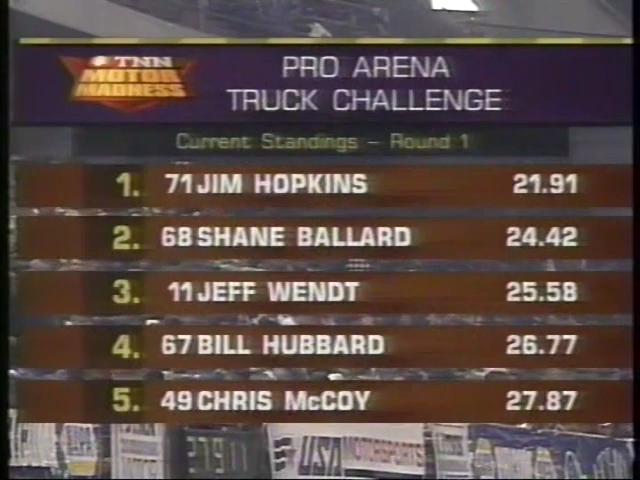 TNN
MOTOR
MADNESS
PRO ARENA
TRUCK CHALLENGE
Current Standings – Round 1
1. 71 JIM HOPKINS 21.91
2. 68 SHANE BALLARD 24.42
3. 11 JEFF WENDT 25.58
4. 67 BILL HUBBARD 26.77
5. 49 CHRIS McCOY 27.87
USA MOTORSPORTS